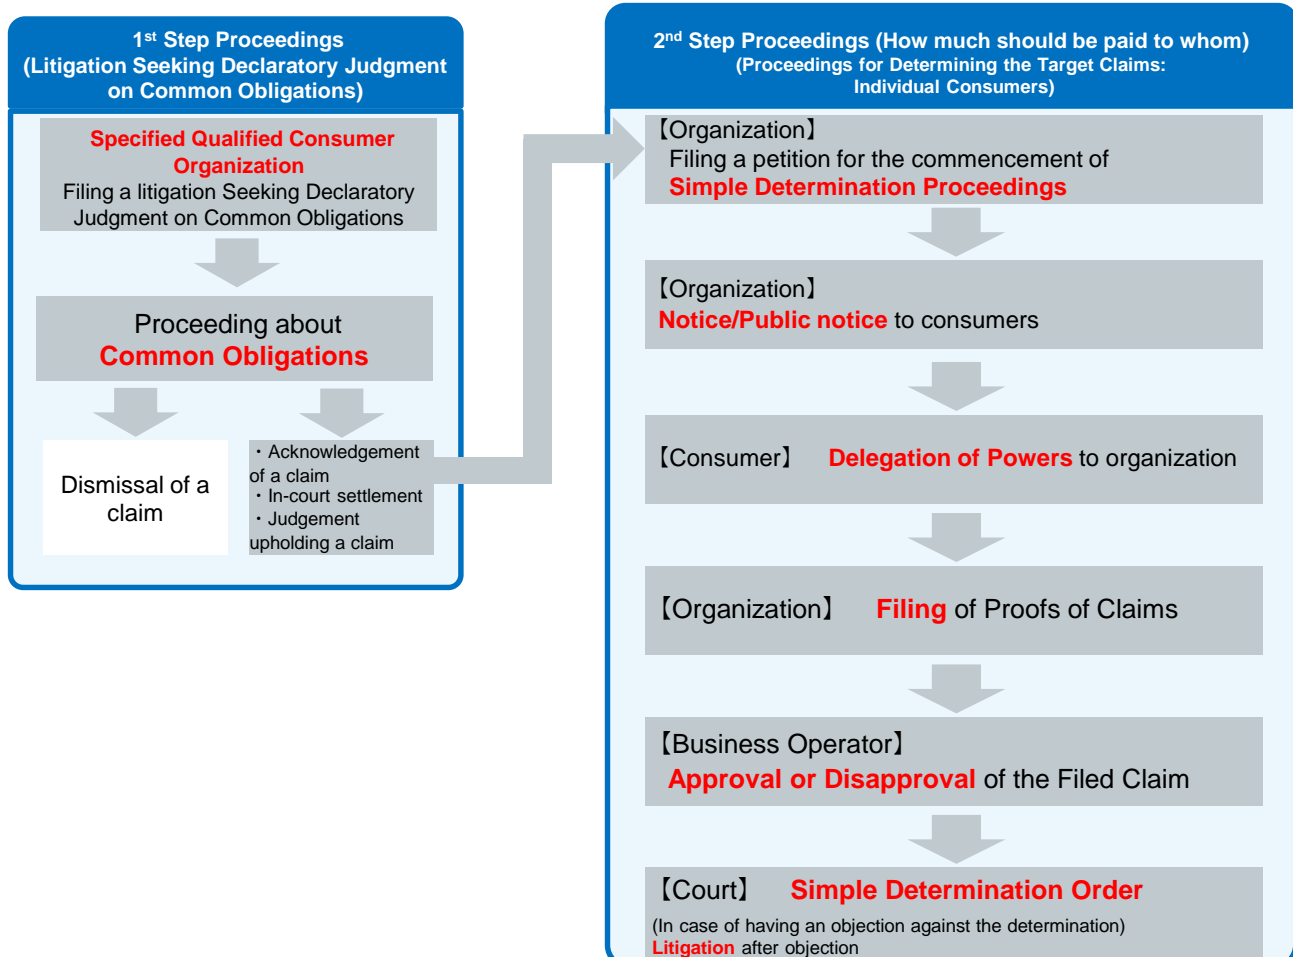 1st Step Proceedings
(Litigation Seeking Declaratory Judgment
on Common Obligations)
Specified Qualified Consumer
Organization
Filing a litigation Seeking Declaratory
Judgment on Common Obligations
Proceeding about
Common Obligations
Dismissal of a
claim
・Acknowledgement
of a claim
・In-court settlement
・Judgement
upholding a claim
2nd Step Proceedings (How much should be paid to whom)
(Proceedings for Determining the Target Claims:
Individual Consumers)
【Organization】
Filing a petition for the commencement of
Simple Determination Proceedings
【Organization】
Notice/Public notice to consumers
【Consumer】 Delegation of Powers to organization
【Organization】 Filing of Proofs of Claims
【Business Operator】
Approval or Disapproval of the Filed Claim
【Court】 Simple Determination Order
(In case of having an objection against the determination)
Litigation after objection